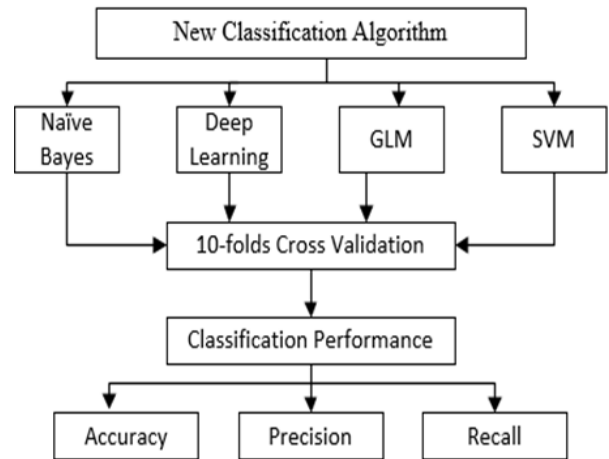 New Classification Algorithm
Naïve
Bayes
Deep
Learning
GLM
SVM
10-folds Cross Validation
Classification Performance
Accuracy
Precision
Recall